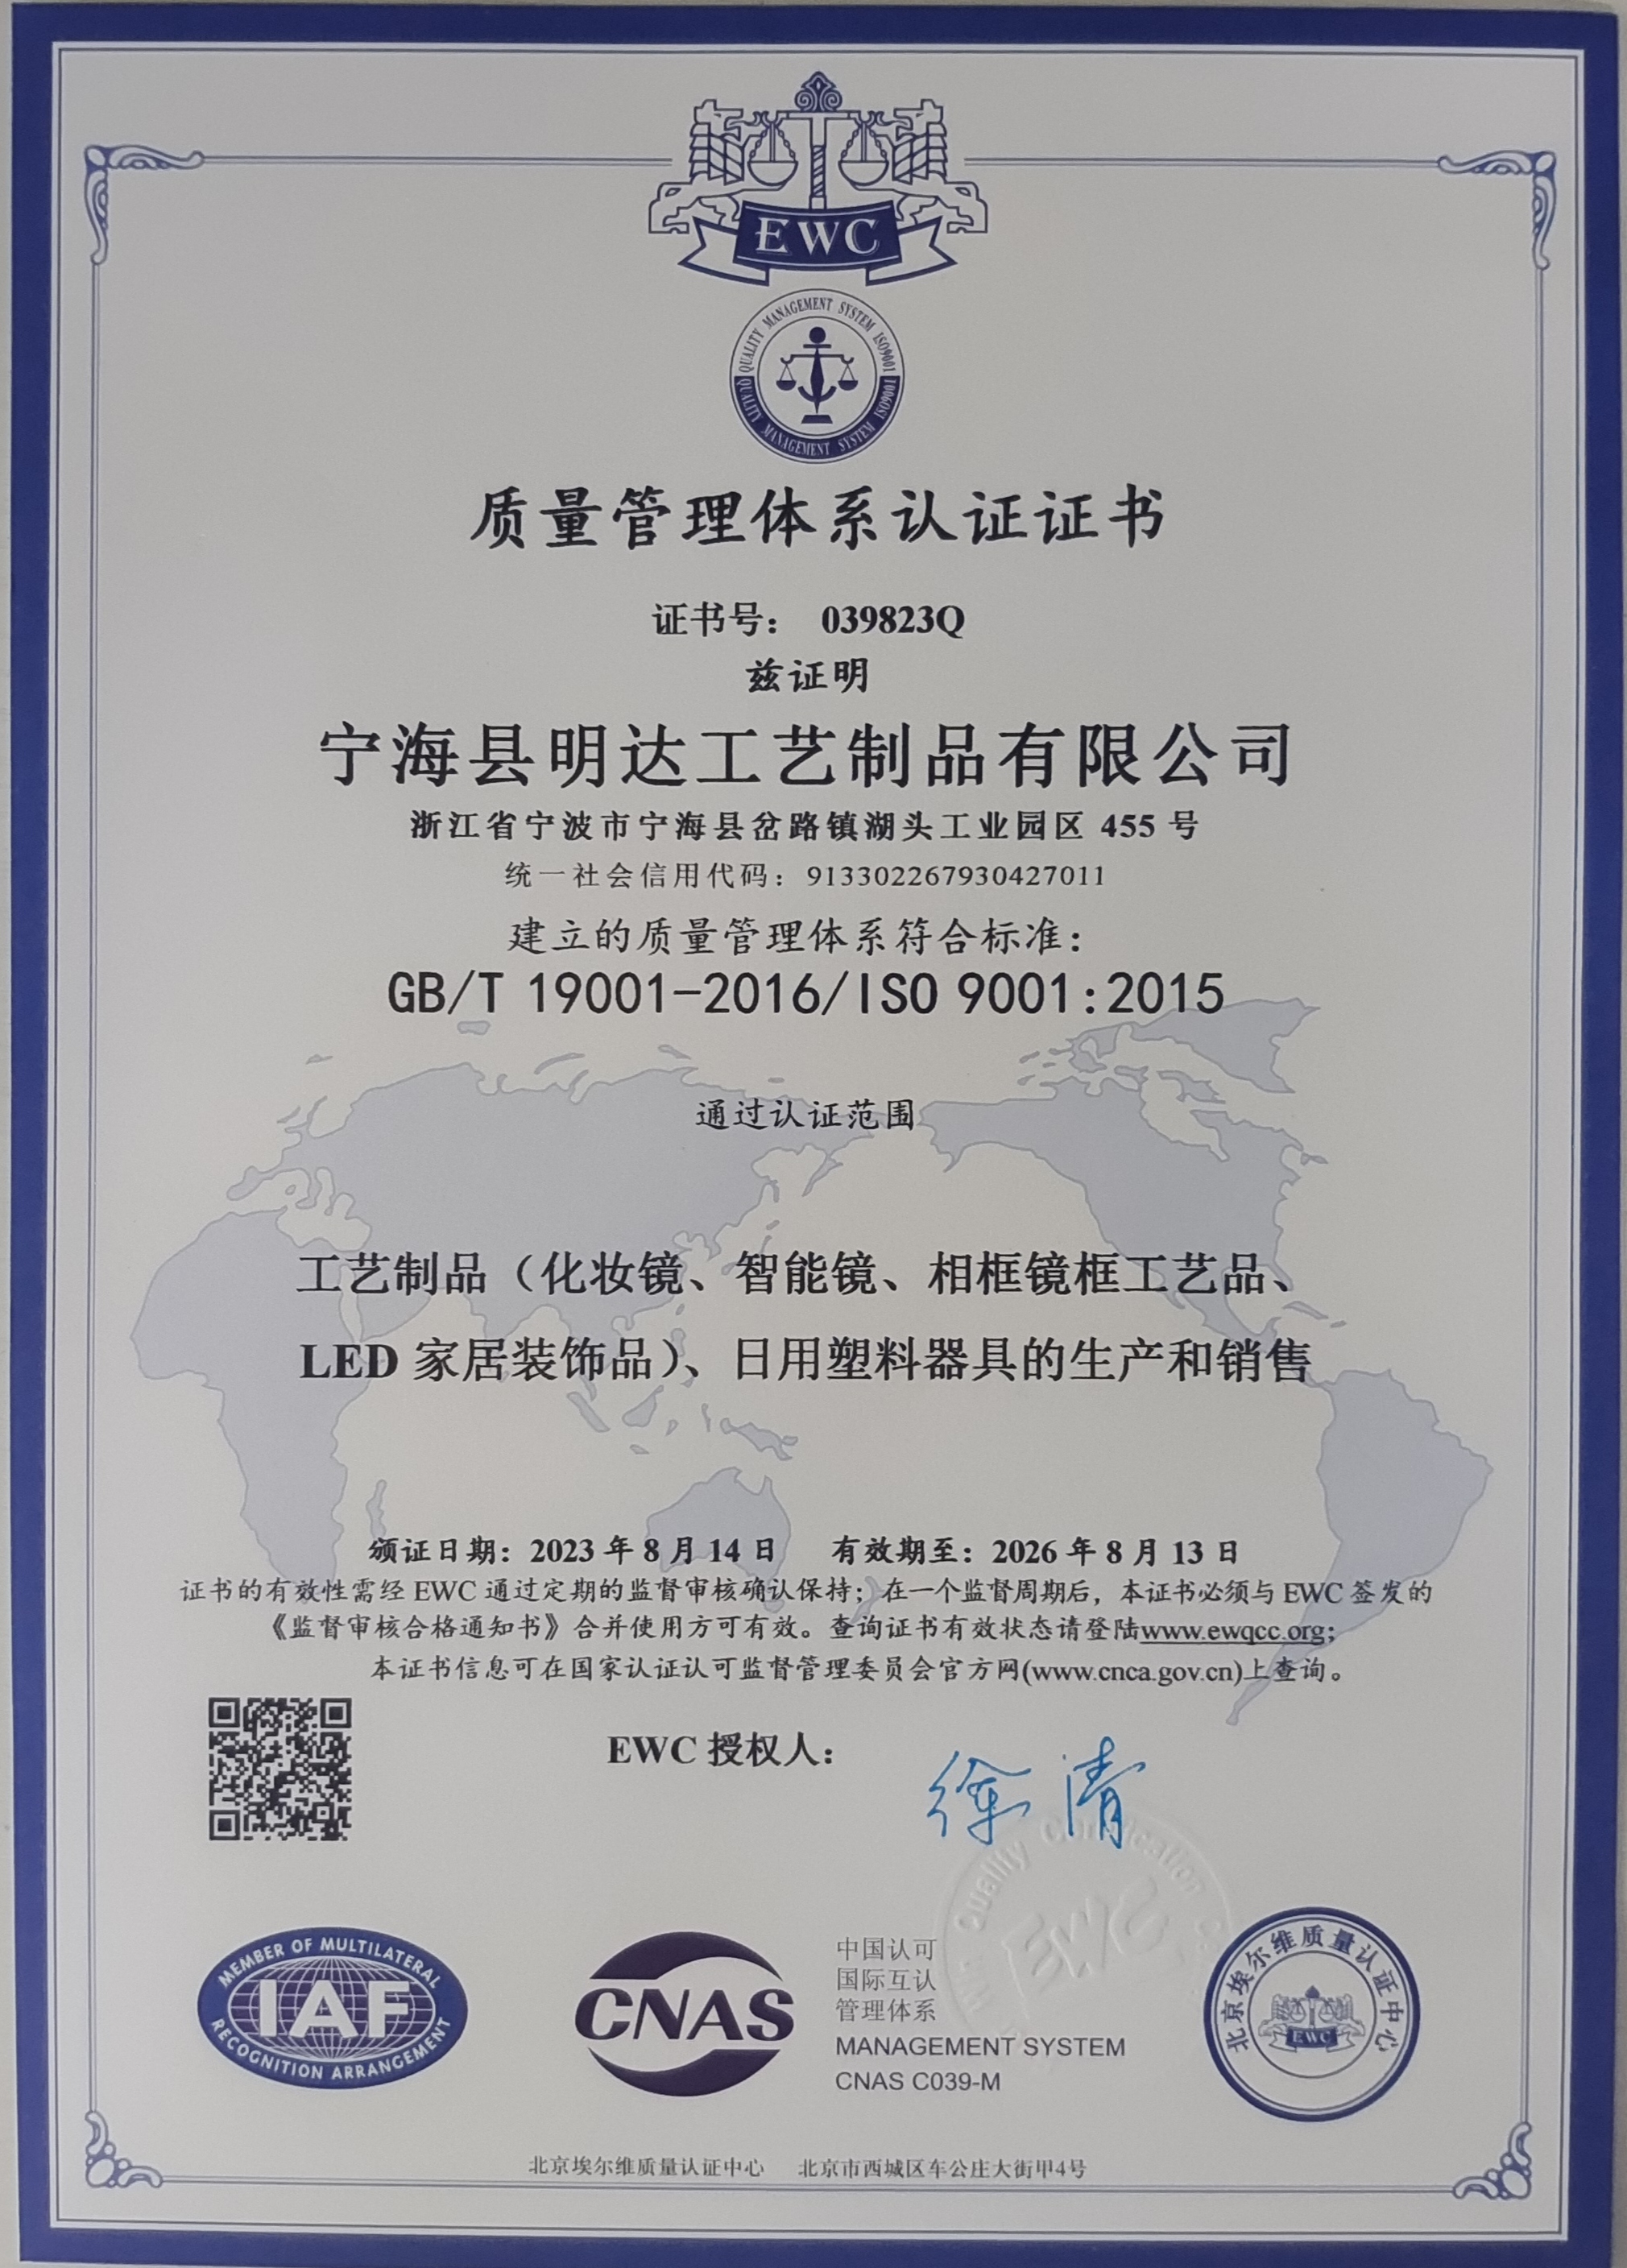 EWC
QUALITY MANAGEMENT SYSTEM ISO9001
QUALITY MANAGEMENT SYSTEM ISO9001
质量管理体系认证证书
证书号： 039823Q
兹证明
宁海县明达工艺制品有限公司
浙江省宁波市宁海县岔路镇湖头工业园区 455 号
统一社会信用代码：913302267930427011
建立的质量管理体系符合标准：
GB/T 19001-2016/ISO 9001:2015
通过认证范围
工艺制品（化妆镜、智能镜、相框镜框工艺品、
LED 家居装饰品）、日用塑料器具的生产和销售
颁证日期：2023 年 8 月 14 日 有效期至：2026 年 8 月 13 日
证书的有效性需经 EWC 通过定期的监督审核确认保持；在一个监督周期后，本证书必须与 EWC 签发的
《监督审核合格通知书》合并使用方可有效。查询证书有效状态请登陆www.ewqcc.org;
本证书信息可在国家认证认可监督管理委员会官方网(www.cnca.gov.cn)上查询。
EWC 授权人：
徐清
Quality Certification
EWC
MEMBER OF MULTILATERAL
IAF
RECOGNITION ARRANGEMENT
CNAS
中国认可
国际互认
管理体系
MANAGEMENT SYSTEM
CNAS C039-M
北京埃尔维质量认证中心
EWC
北京埃尔维质量认证中心 北京市西城区车公庄大街甲4号